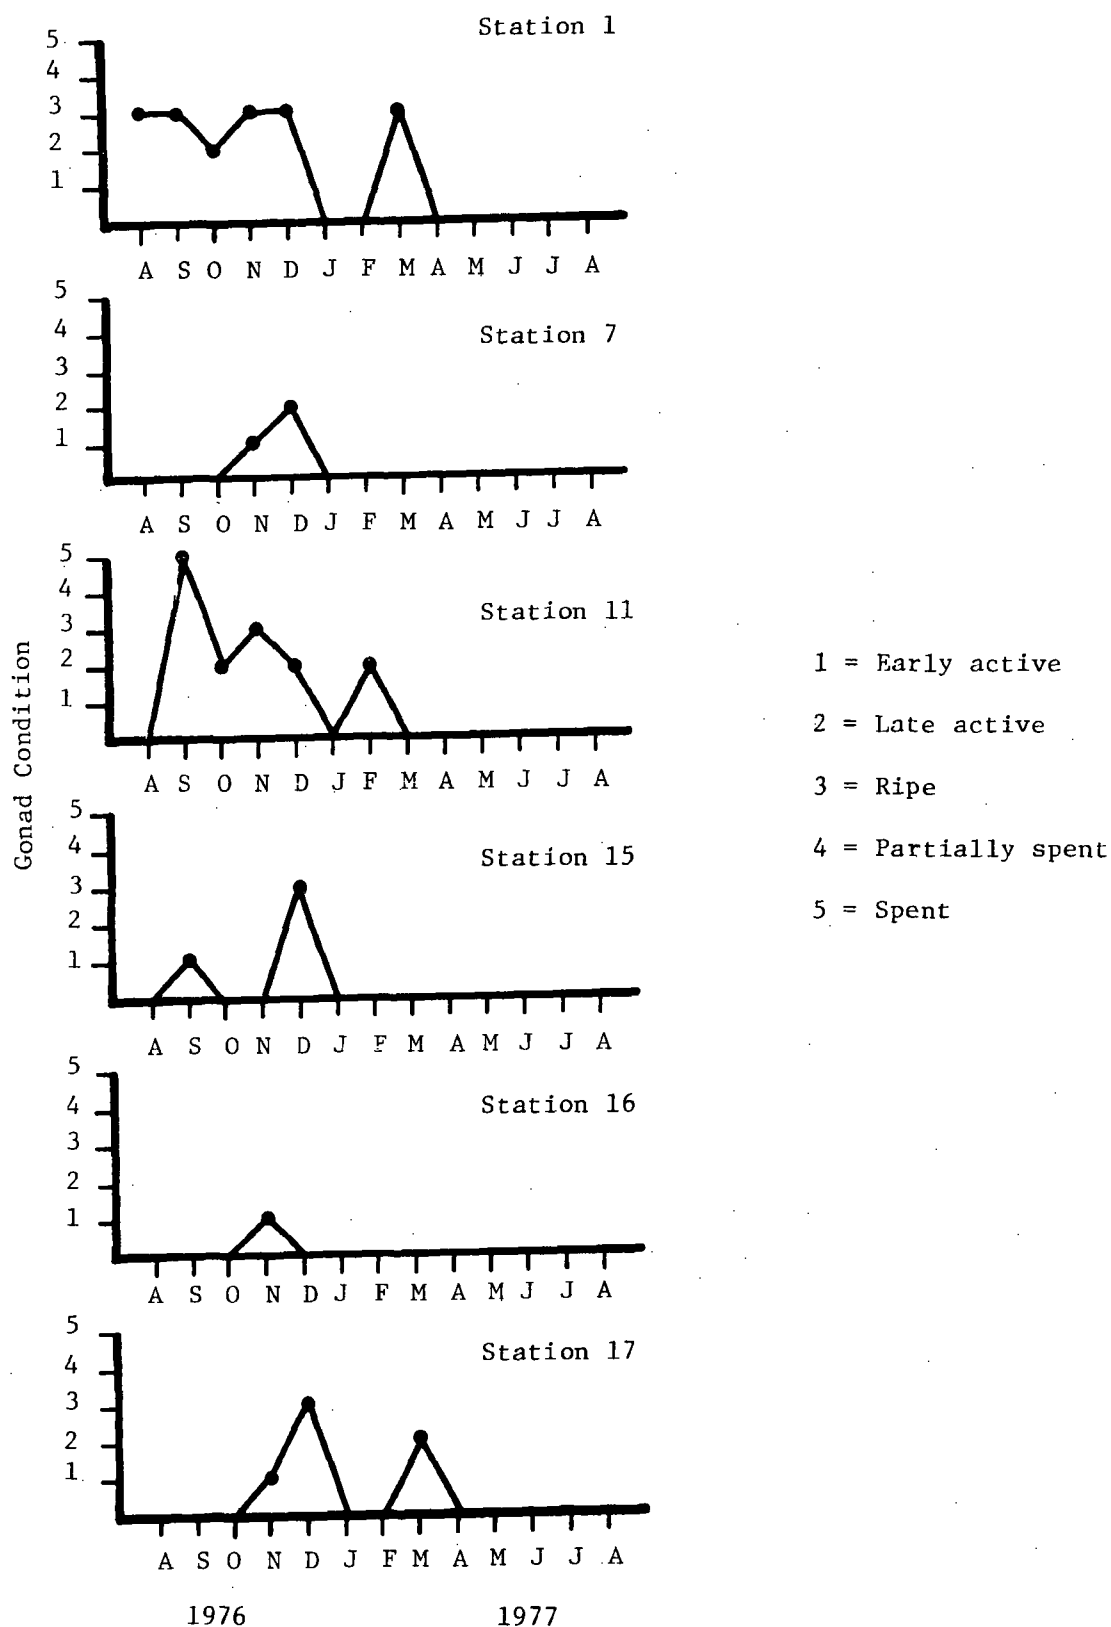 Station 1
5
4
3
2
1
A S O N D J F M A M J J A
Station 7
5
4
3
2
1
A S O N D J F M A M J J A
Station 11
5
4
3
2
1
A S O N D J F M A M J J A
Station 15
5
4
3
2
1
A S O N D J F M A M J J A
Station 16
5
4
3
2
1
A S O N D J F M A M J J A
Station 17
5
4
3
2
1
A S O N D J F M A M J J A
1976 1977
Gonad Condition
1 = Early active
2 = Late active
3 = Ripe
4 = Partially spent
5 = Spent